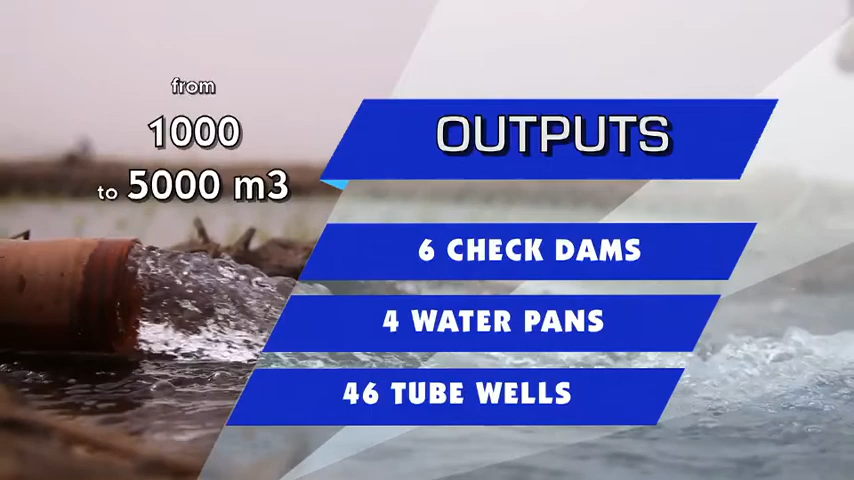 from
1000
to 5000 m3
OUTPUTS
6 CHECK DAMS
4 WATER PANS
46 TUBE WELLS